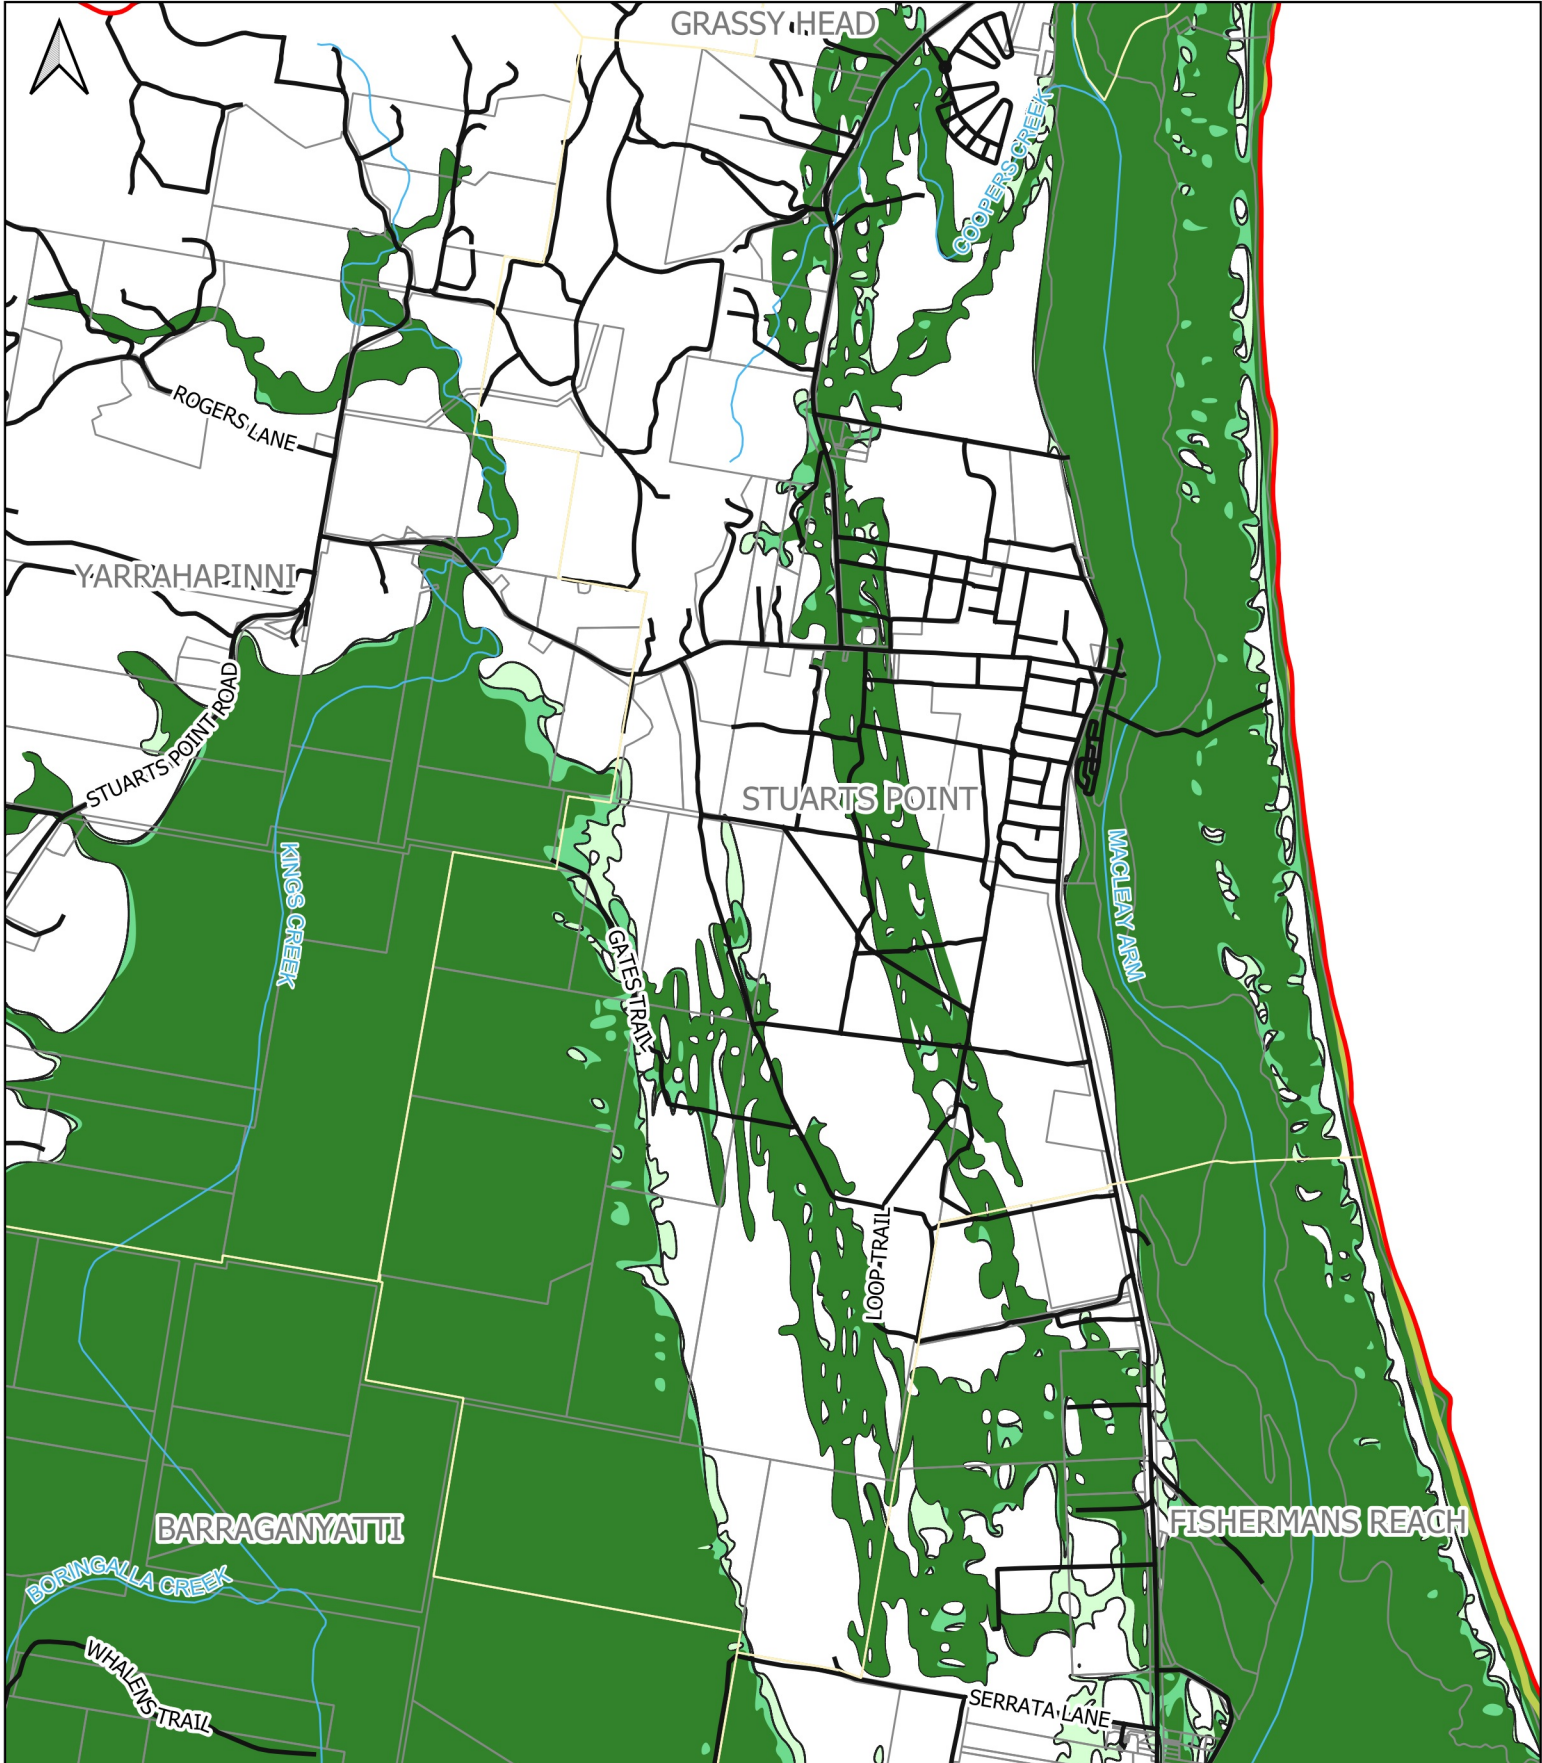 GRASSY HEAD
COOPERS CREEK
ROGERS LANE
YARRAHAPINNI
STUARTS POINT ROAD
STUARTS POINT
KINGS CREEK
MACLEAY ARM
GATES TRAIL
LOOP TRAIL
BARRAGANYATTI
FISHERMANS REACH
BORINGALLA CREEK
WHALENS TRAIL
SERRATA LANE